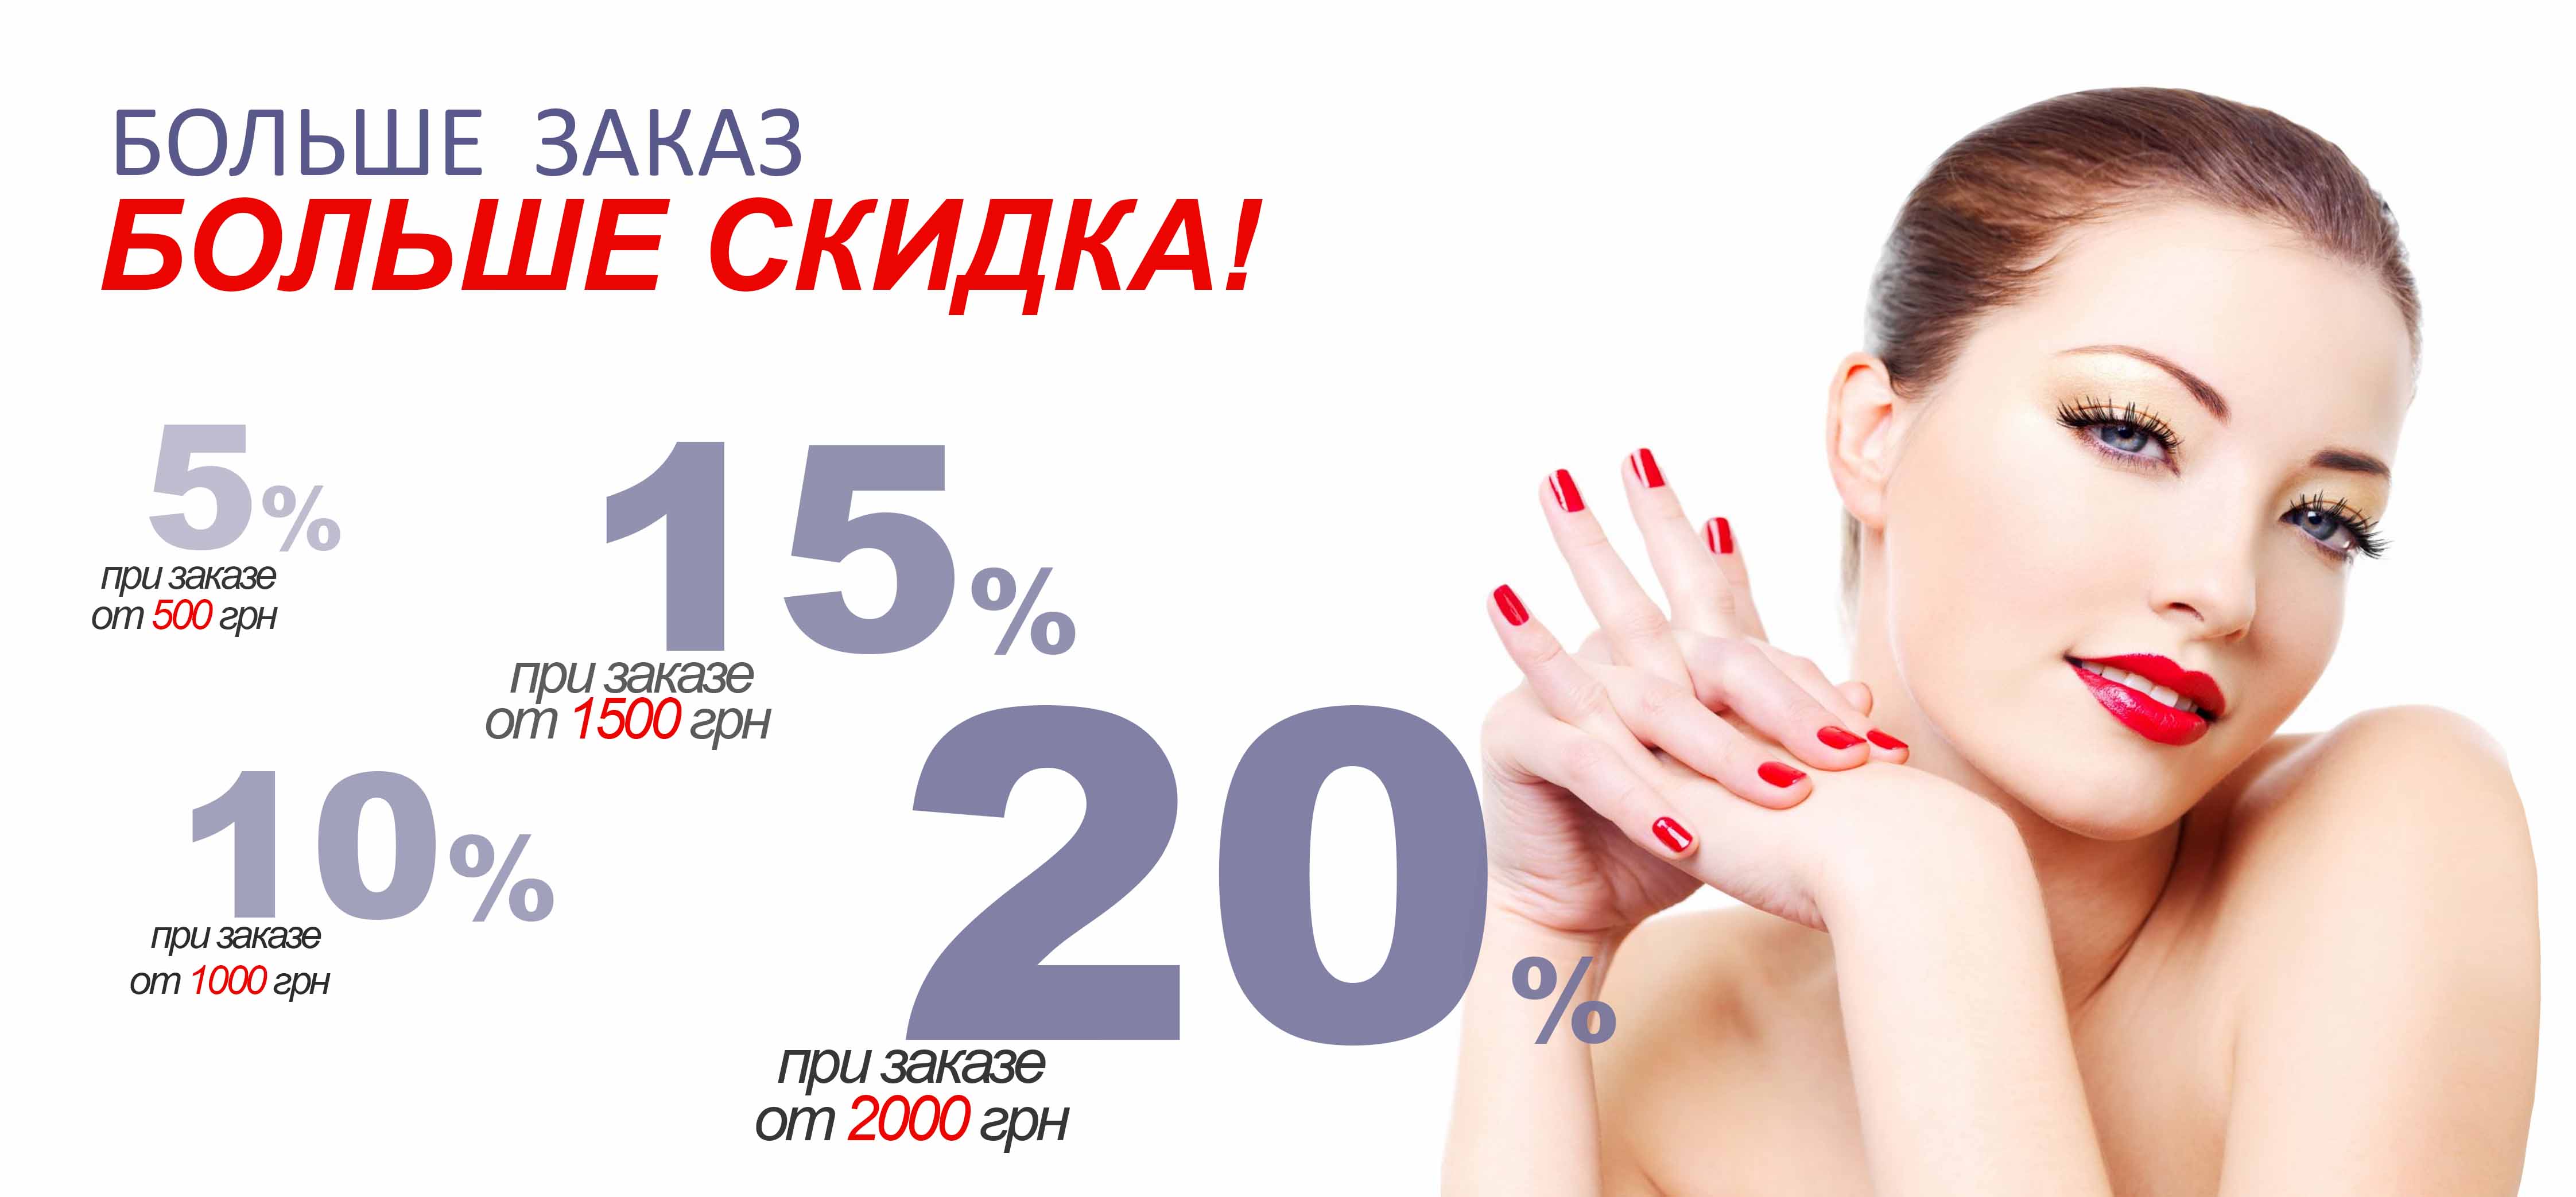 БОЛЬШЕ ЗАКАЗ
БОЛЬШЕ СКИДКА!
5%
при заказе
от 500 грн
15%
при заказе
от 1500 грн
10%
при заказе
от 1000 грн
20%
при заказе
от 2000 грн